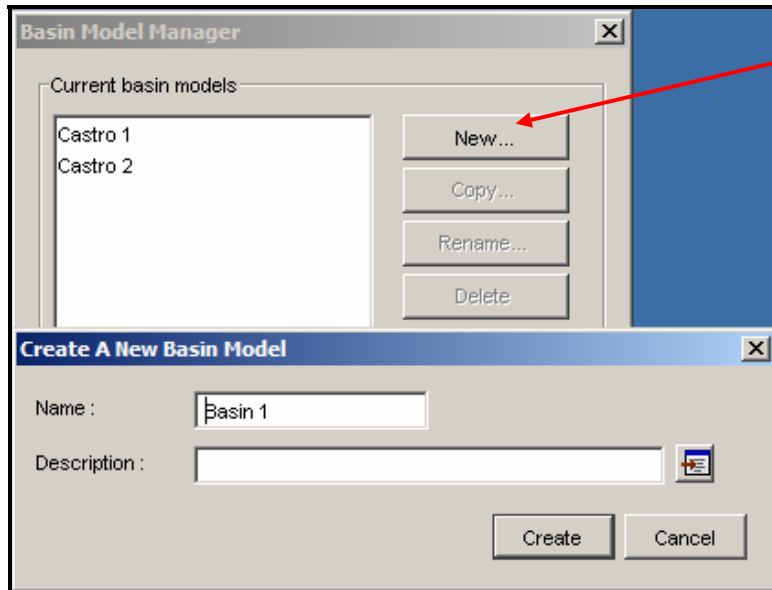 Basin Model Manager
Current basin models
Castro 1
Castro 2
New...
Copy...
Rename...
Delete
Create A New Basin Model
Name :
Basin 1
Description :
Create
Cancel